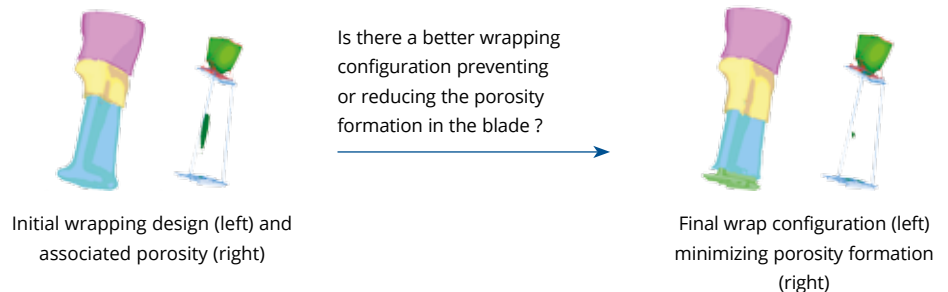 Is there a better wrapping
configuration preventing
or reducing the porosity
formation in the blade ?
Initial wrapping design (left) and
associated porosity (right)
Final wrap configuration (left)
minimizing porosity formation
(right)